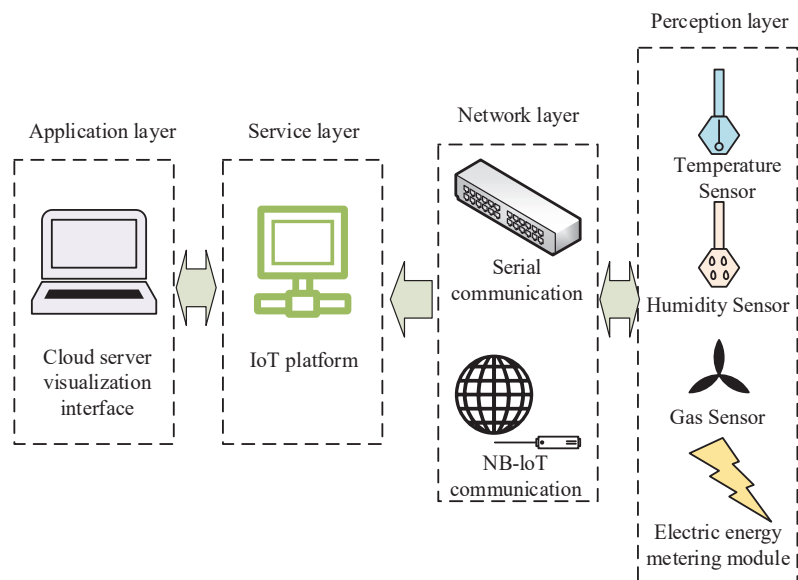 Application layer
Cloud server
visualization
interface
Service layer
IoT platform
Network layer
Serial
communication
NB-IoT
communication
Perception layer
Temperature
Sensor
Humidity Sensor
Gas Sensor
Electric energy
metering module